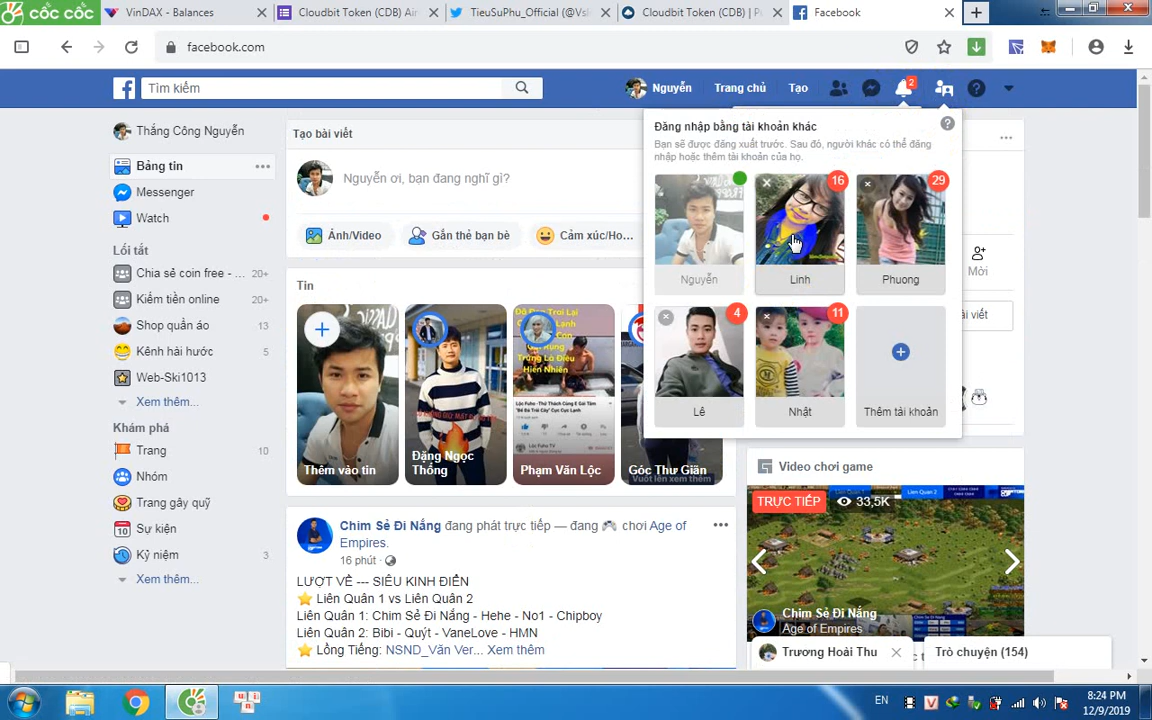 CỐC CỐC
VinDAX - Balances
Cloudbit Token (CDB) Air
TieuSuPhu_Official (@Vsl
Cloudbit Token (CDB) | P
Facebook
facebook.com
Tìm kiếm
Nguyễn
Trang chủ
Tạo
2
Thắng Công Nguyễn
Bảng tin
Messenger
Watch
Lối tắt
Chia sẻ coin free - ... 20+
Kiếm tiền online 20+
Shop quần áo 13
Kênh hài hước 5
Web-Ski1013
Xem thêm...
Khám phá
Trang 10
Nhóm
Trang gây quỹ
Sự kiện
Kỷ niệm 3
Xem thêm...
Tạo bài viết
Nguyễn ơi, bạn đang nghĩ gì?
Ảnh/Video
Gắn thẻ bạn bè
Cảm xúc/Ho...
Tin
Thêm vào tin
Đặng Ngọc
Thống
Phạm Văn Lộc
Góc Thư Giãn
Vuốt lên xem thêm
Chim Sẻ Đi Nắng đang phát trực tiếp — đang chơi Age of
Empires.
16 phút
LƯỢT VỀ --- SIÊU KINH ĐIỂN
Liên Quân 1 vs Liên Quân 2
Liên Quân 1: Chim Sẻ Đi Nắng - Hehe - No1 - Chipboy
Liên Quân 2: Bibi - Quýt - VaneLove - HMN
Lồng Tiếng: NSND_Văn Ver... Xem thêm
Đăng nhập bằng tài khoản khác
Bạn sẽ được đăng xuất trước. Sau đó, người khác có thể đăng
nhập hoặc thêm tài khoản của họ.
Nguyễn
16
Linh
29
Phuong
4
Lê
11
Nhật
Thêm tài khoản
Mời
ài viết
Video chơi game
TRỰC TIẾP
33,5K
Chim Sẻ Đi Nắng
Age of Empires
Trương Hoài Thu
Trò chuyện (154)
EN
8:24 PM
12/9/2019